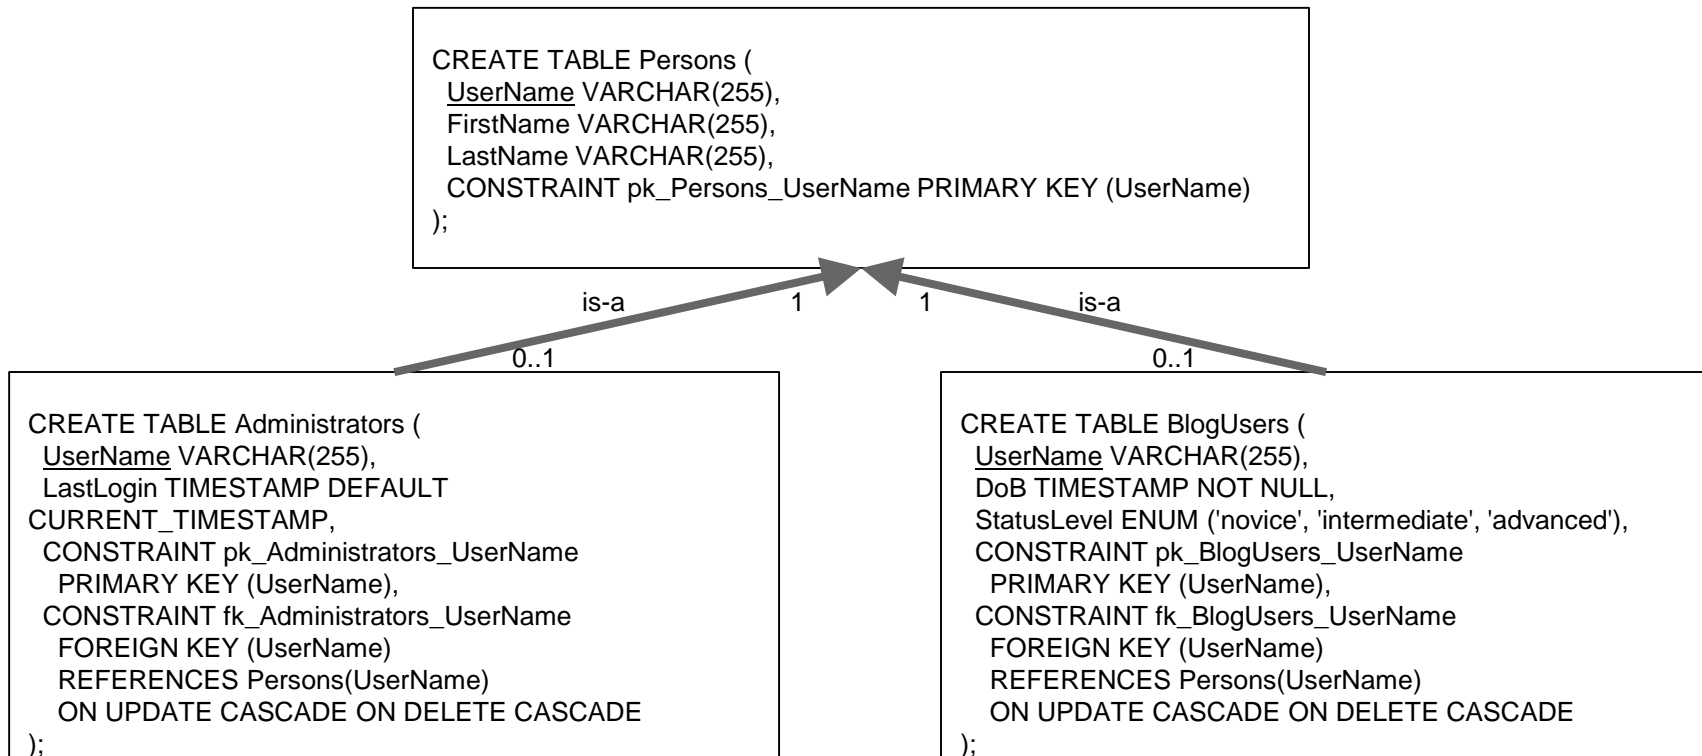 CREATE TABLE Persons (
UserName VARCHAR(255),
FirstName VARCHAR(255),
LastName VARCHAR(255),
CONSTRAINT pk_Persons_UserName PRIMARY KEY (UserName)
);
is-a
1
1
is-a
0..1
0..1
CREATE TABLE Administrators (
UserName VARCHAR(255),
LastLogin TIMESTAMP DEFAULT
CURRENT_TIMESTAMP,
CONSTRAINT pk_Administrators_UserName
PRIMARY KEY (UserName),
CONSTRAINT fk_Administrators_UserName
FOREIGN KEY (UserName)
REFERENCES Persons(UserName)
ON UPDATE CASCADE ON DELETE CASCADE
);
CREATE TABLE BlogUsers (
UserName VARCHAR(255),
DoB TIMESTAMP NOT NULL,
StatusLevel ENUM ('novice', 'intermediate', 'advanced'),
CONSTRAINT pk_BlogUsers_UserName
PRIMARY KEY (UserName),
CONSTRAINT fk_BlogUsers_UserName
FOREIGN KEY (UserName)
REFERENCES Persons(UserName)
ON UPDATE CASCADE ON DELETE CASCADE
);